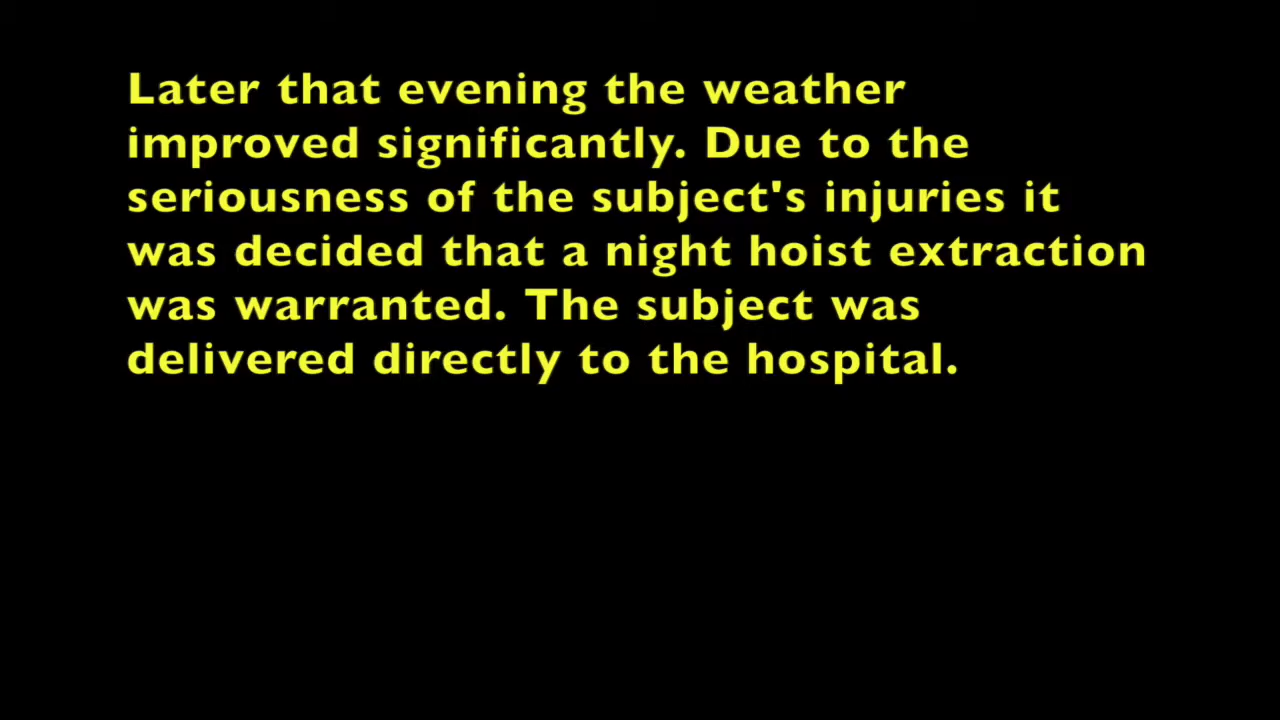 Later that evening the weather
improved significantly. Due to the
seriousness of the subject's injuries it
was decided that a night hoist extraction
was warranted. The subject was
delivered directly to the hospital.